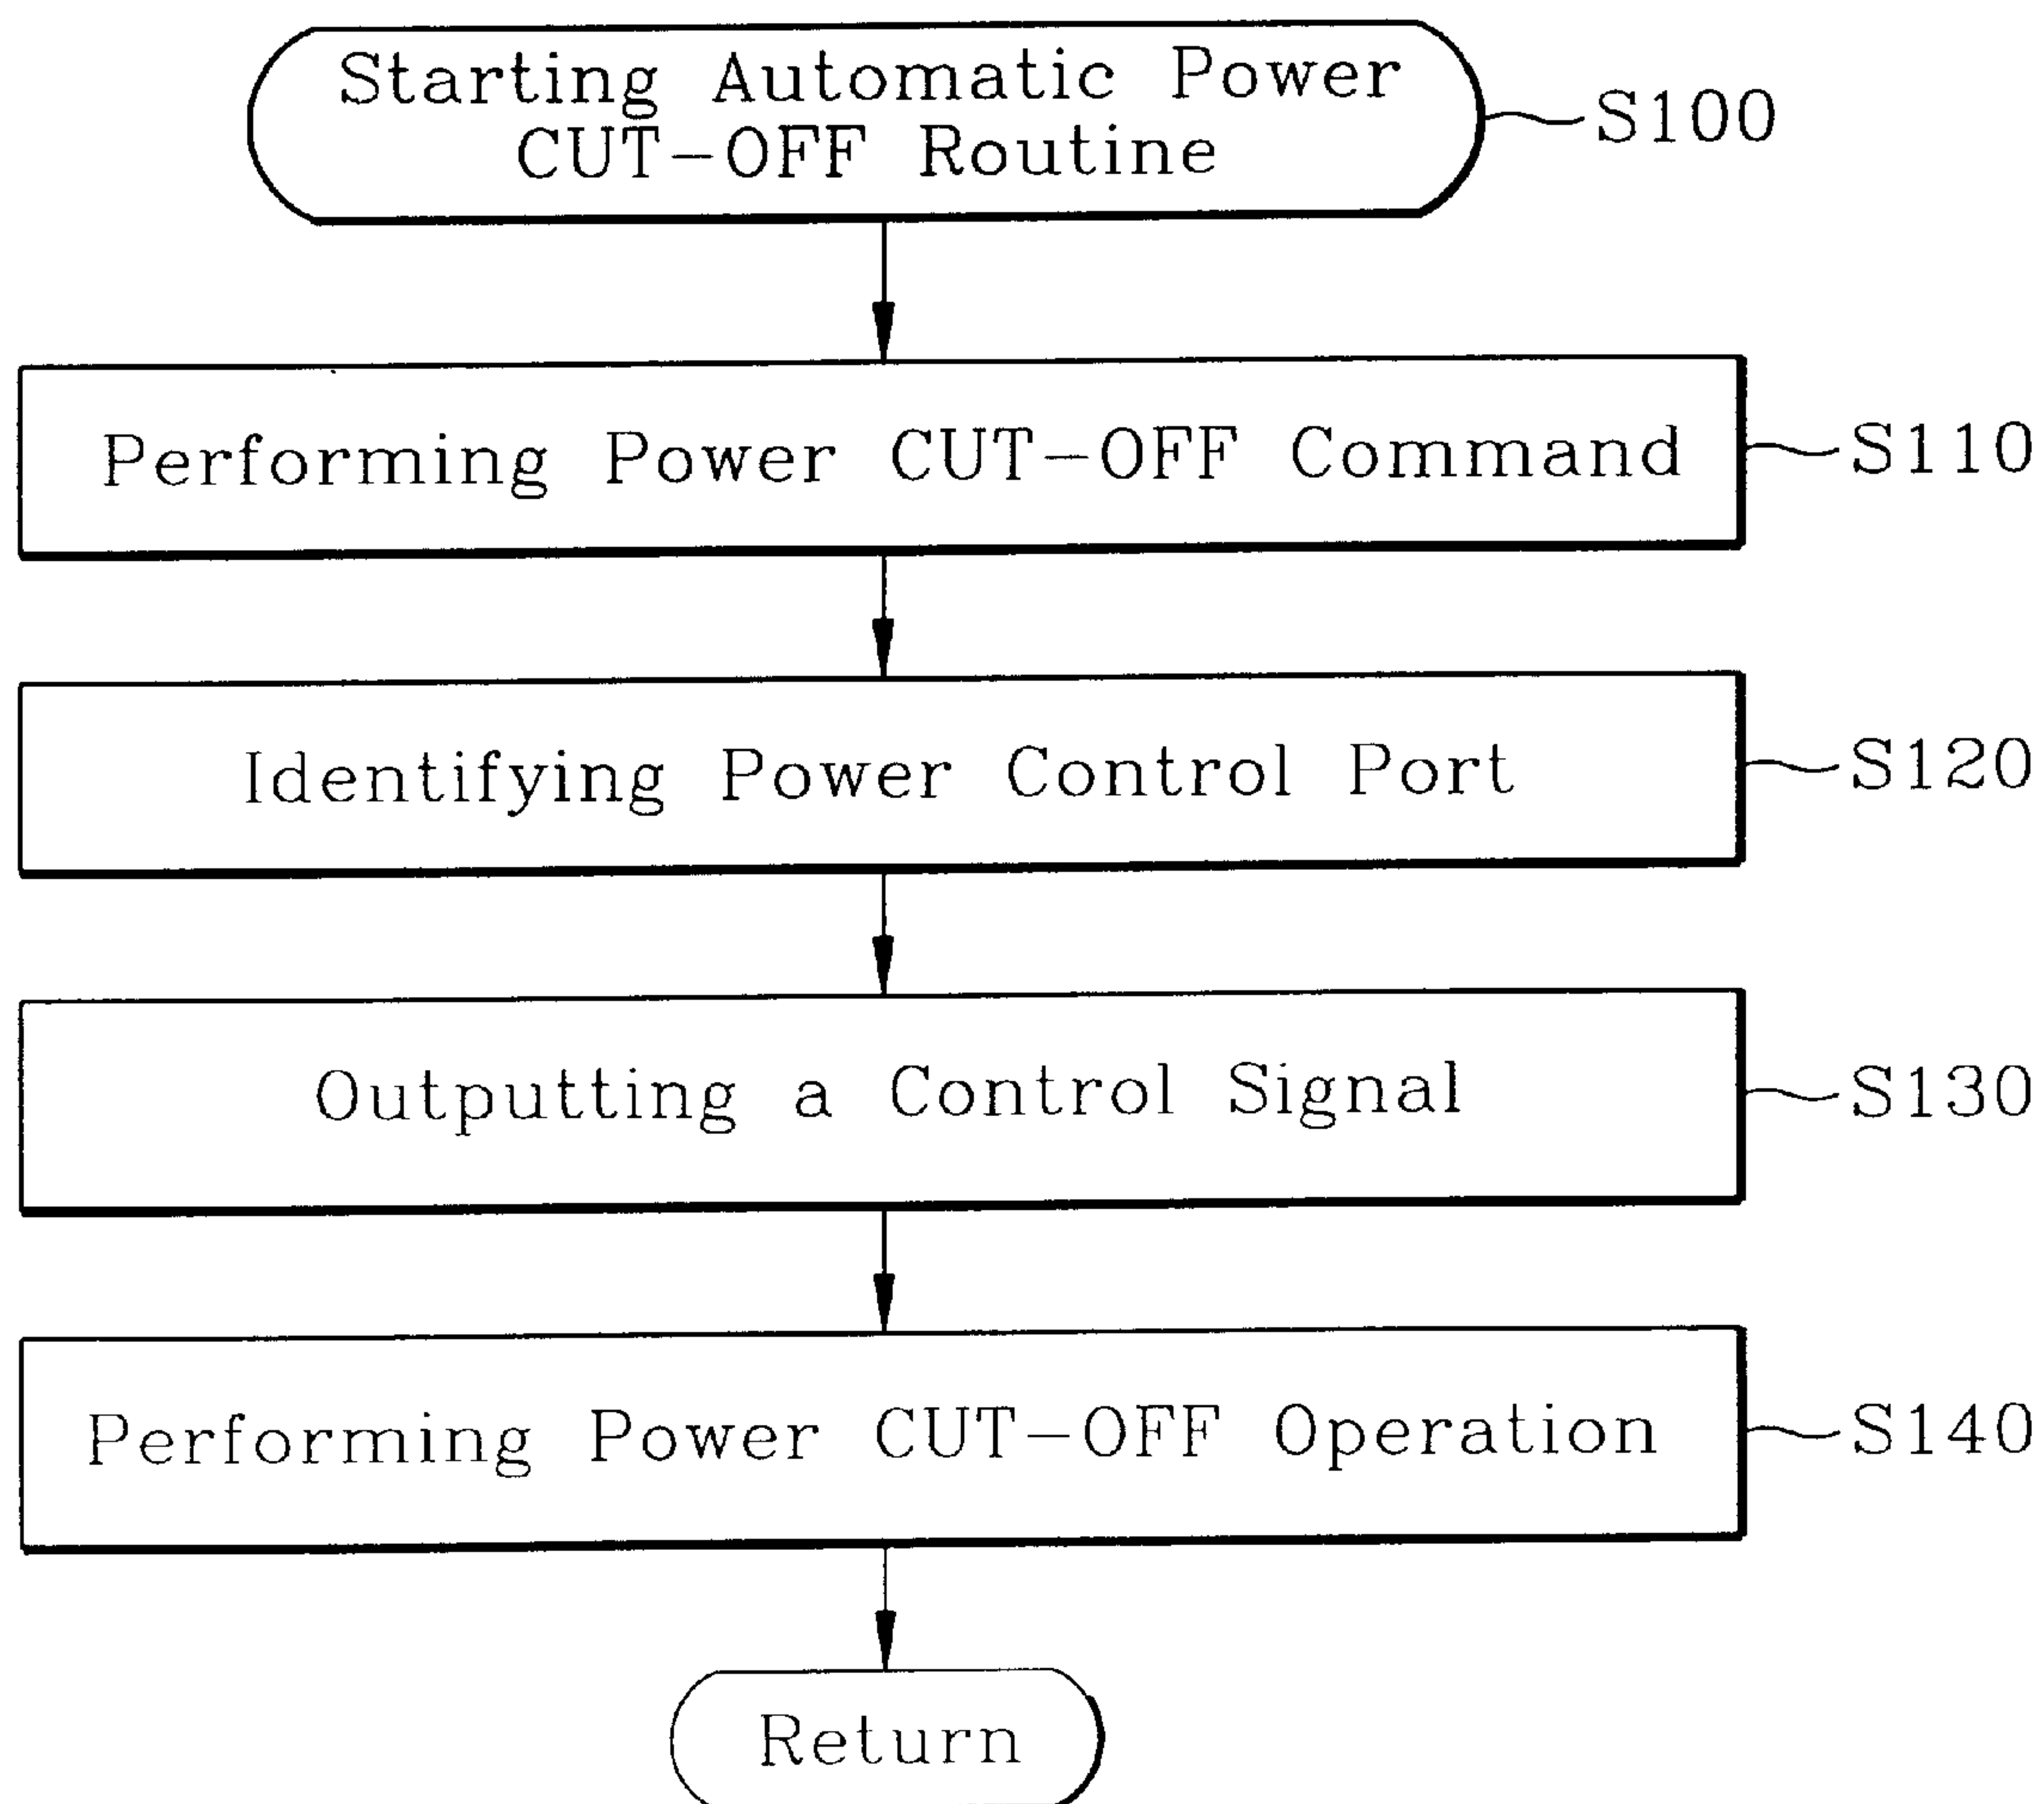 Starting Automatic Power
CUT-OFF Routine
S100
Performing Power CUT-OFF Command
S110
Identifying Power Control Port
S120
Outputting a Control Signal
S130
Performing Power CUT-OFF Operation
S140
Return